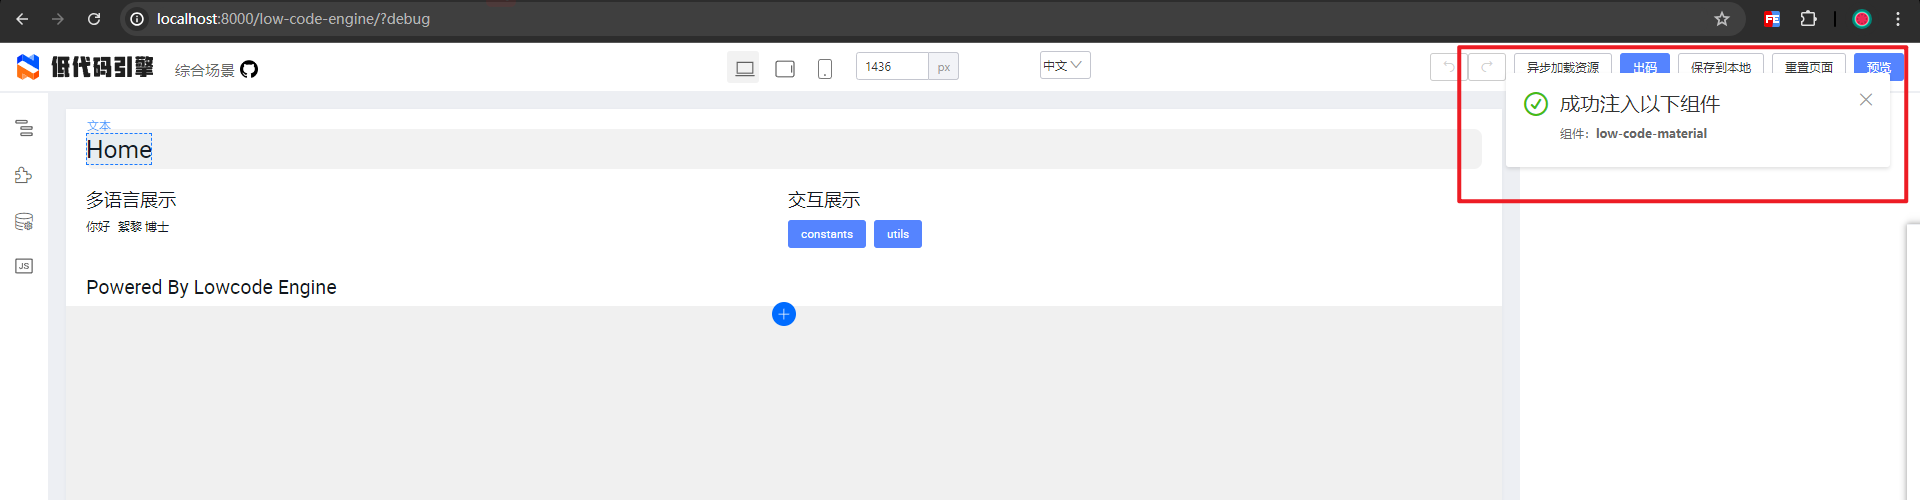 localhost:8000/low-code-engine/?debug
低代码引擎 综合场景 1436 px 中文 异步加载资源 出码 保存到本地 重置页面 预览
成功注入以下组件
组件：low-code-material
文本
Home
多语言展示 交互展示
你好 絮黎 博士 constants utils
Powered By Lowcode Engine
JS